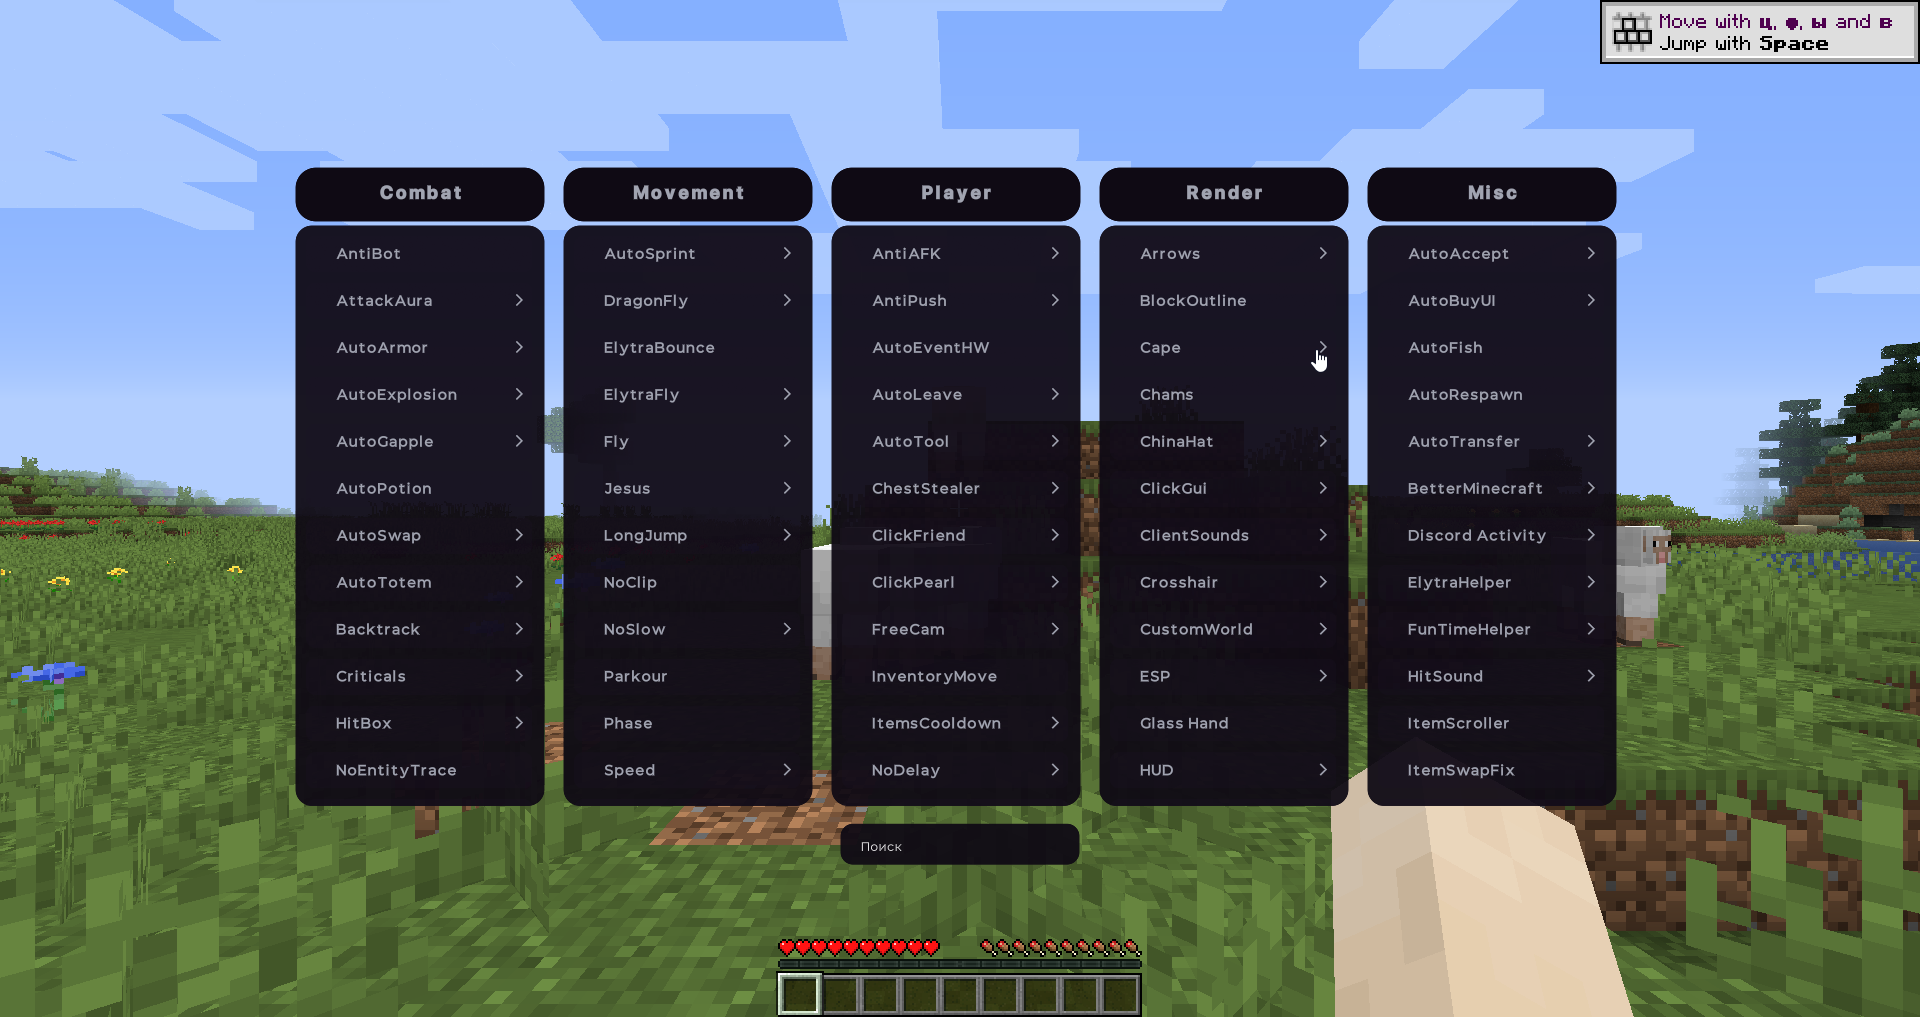 Move with ц, ф, ы and в
Jump with Space
Combat
AntiBot
AttackAura
AutoArmor
AutoExplosion
AutoGapple
AutoPotion
AutoSwap
AutoTotem
Backtrack
Criticals
HitBox
NoEntityTrace
Movement
AutoSprint
DragonFly
ElytraBounce
ElytraFly
Fly
Jesus
LongJump
NoClip
NoSlow
Parkour
Phase
Speed
Player
AntiAFK
AntiPush
AutoEventHW
AutoLeave
AutoTool
ChestStealer
ClickFriend
ClickPearl
FreeCam
InventoryMove
ItemsCooldown
NoDelay
Render
Arrows
BlockOutline
Cape
Chams
ChinaHat
ClickGui
ClientSounds
Crosshair
CustomWorld
ESP
Glass Hand
HUD
Misc
AutoAccept
AutoBuyUI
AutoFish
AutoRespawn
AutoTransfer
BetterMinecraft
Discord Activity
ElytraHelper
FunTimeHelper
HitSound
ItemScroller
ItemSwapFix
Поиск